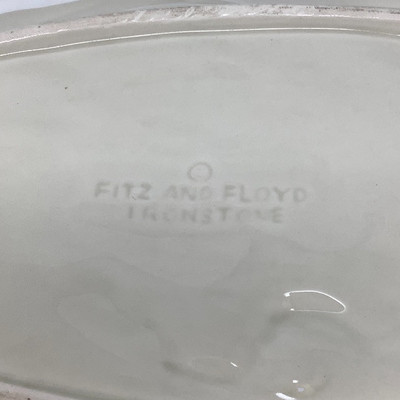 FITZ AND FLOYD
IRONSTONE